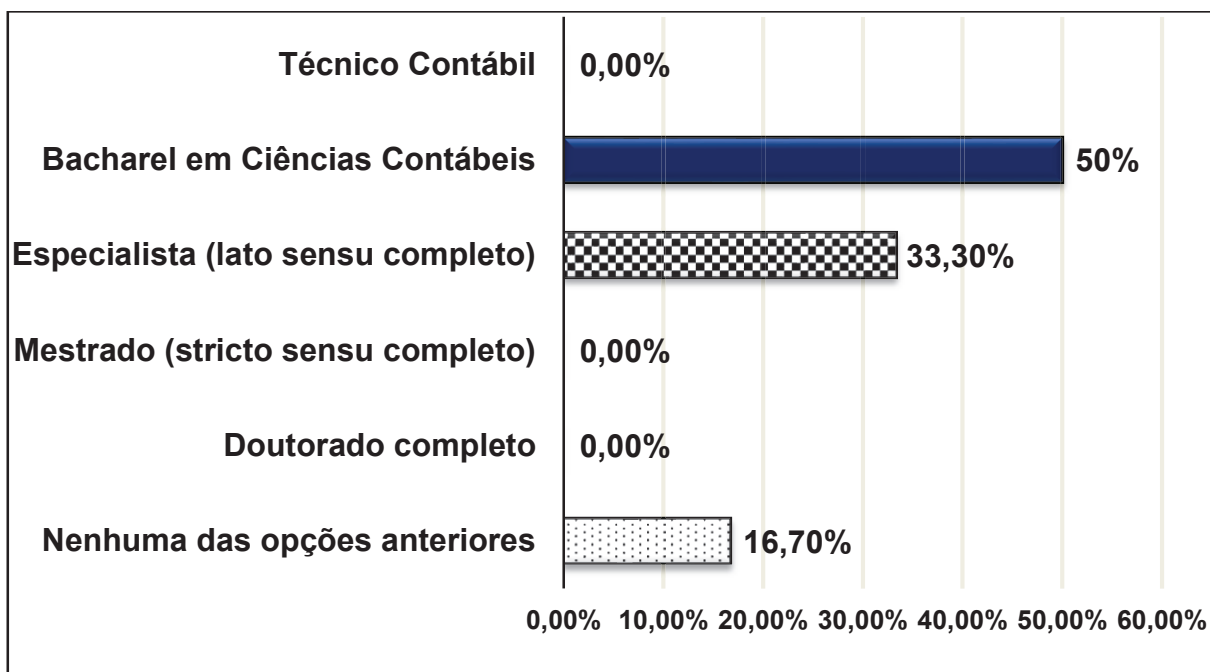 Técnico Contábil 0,00%
Bacharel em Ciências Contábeis 50%
Especialista (lato sensu completo) 33,30%
Mestrado (stricto sensu completo) 0,00%
Doutorado completo 0,00%
Nenhuma das opções anteriores 16,70%
0,00% 10,00% 20,00% 30,00% 40,00% 50,00% 60,00%